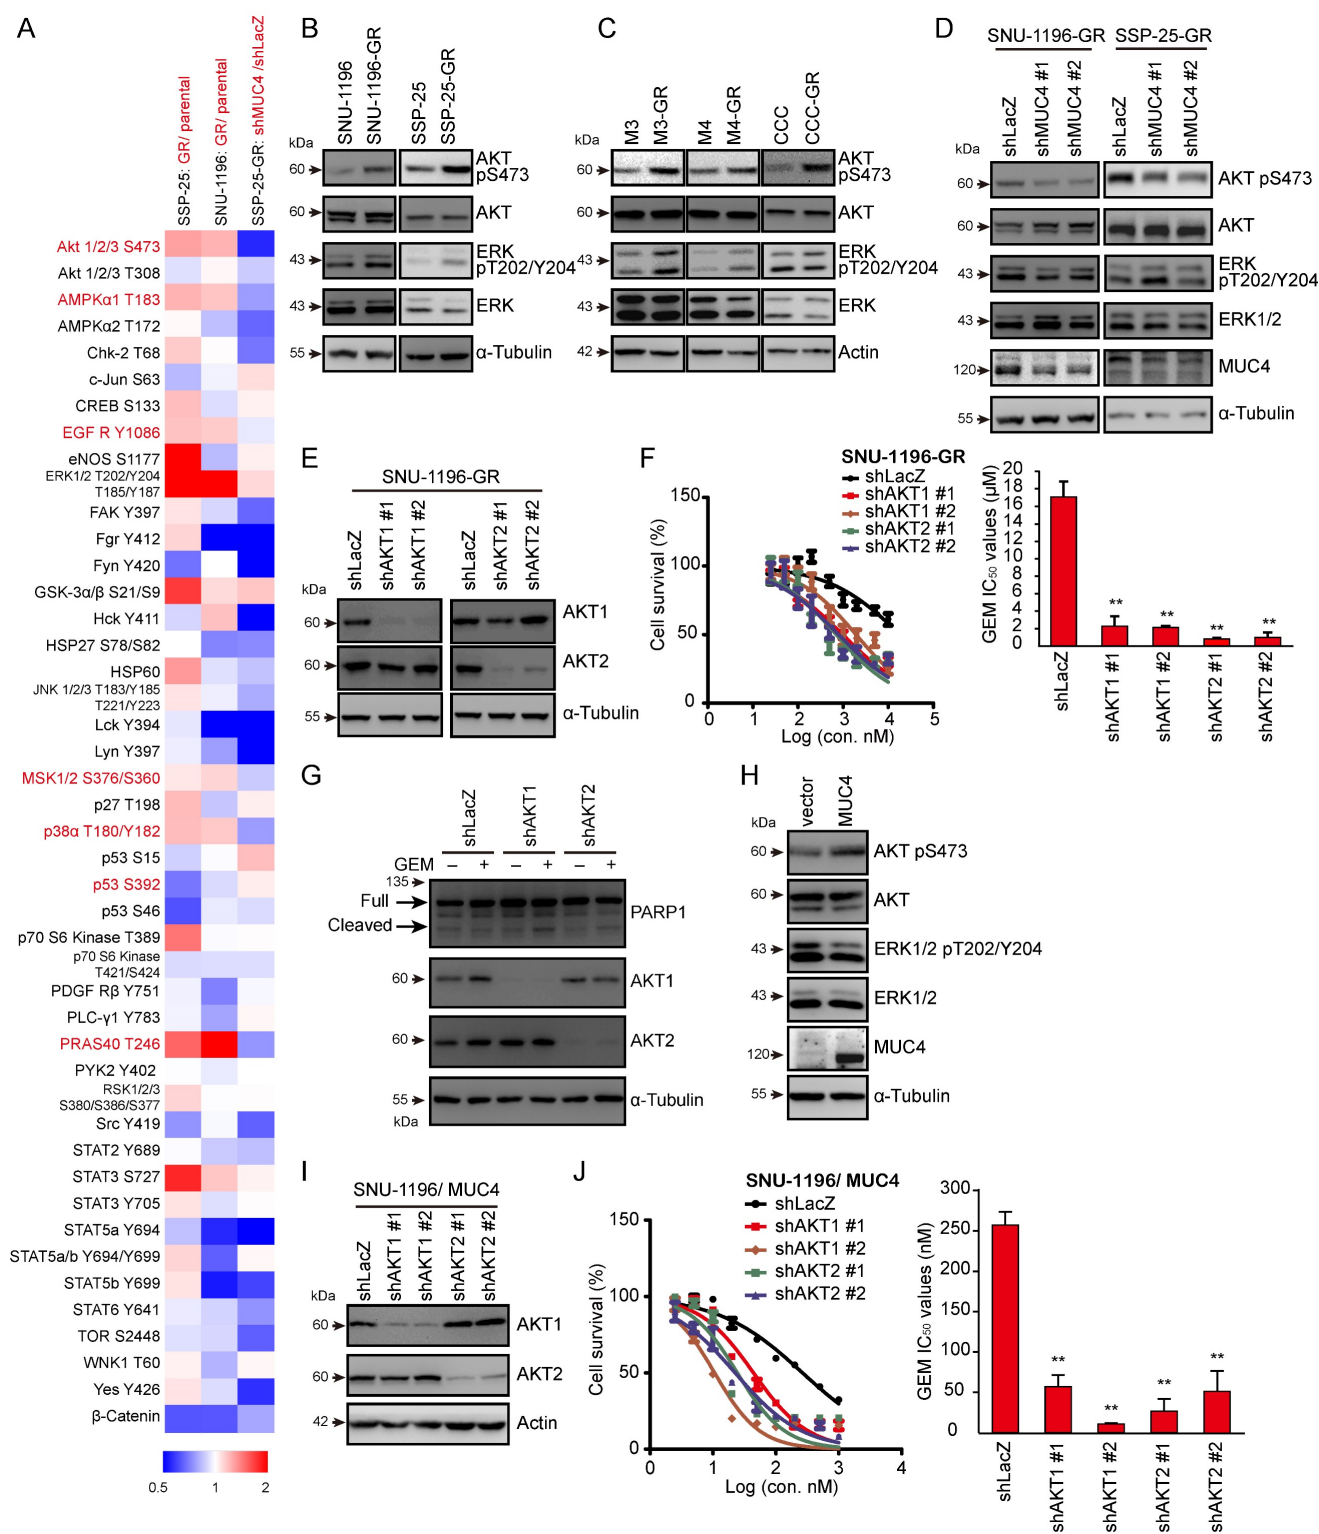 A
SSP-25: GR/ parental
SNU-1196: GR/ parental
SSP-25-GR: shMUC4 /shLacZ
Akt 1/2/3 S473
Akt 1/2/3 T308
AMPKα1 T183
AMPKα2 T172
Chk-2 T68
c-Jun S63
CREB S133
EGF R Y1086
eNOS S1177
ERK1/2 T202/Y204
T185/Y187
FAK Y397
Fgr Y412
Fyn Y420
GSK-3α/β S21/S9
Hck Y411
HSP27 S78/S82
HSP60
JNK 1/2/3 T183/Y185
T221/Y223
Lck Y394
Lyn Y397
MSK1/2 S376/S360
p27 T198
p38α T180/Y182
p53 S15
p53 S392
p53 S46
p70 S6 Kinase T389
p70 S6 Kinase
T421/S424
PDGF Rβ Y751
PLC-γ1 Y783
PRAS40 T246
PYK2 Y402
RSK1/2/3
S380/S386/S377
Src Y419
STAT2 Y689
STAT3 S727
STAT3 Y705
STAT5a Y694
STAT5a/b Y694/Y699
STAT5b Y699
STAT6 Y641
TOR S2448
WNK1 T60
Yes Y426
β-Catenin
0.5 1 2
B
SNU-1196
SNU-1196-GR
SSP-25
SSP-25-GR
kDa
60 AKT
pS473
60 AKT
43 ERK
pT202/Y204
43 ERK
55 α-Tubulin
C
M3
M3-GR
M4
M4-GR
CCC
CCC-GR
kDa
60 AKT
pS473
60 AKT
43 ERK
pT202/Y204
43 ERK
42 Actin
D
SNU-1196-GR SSP-25-GR
shLacZ
shMUC4 #1
shMUC4 #2
shLacZ
shMUC4 #1
shMUC4 #2
kDa
60 AKT pS473
60 AKT
43 ERK
pT202/Y204
43 ERK1/2
120 MUC4
55 α-Tubulin
E
SNU-1196-GR
shLacZ
shAKT1 #1
shAKT1 #2
shLacZ
shAKT2 #1
shAKT2 #2
kDa
60 AKT1
60 AKT2
55 α-Tubulin
F
SNU-1196-GR
shLacZ
shAKT1 #1
shAKT1 #2
shAKT2 #1
shAKT2 #2
Cell survival (%)
150
100
50
0
0 1 2 3 4 5
Log (con. nM)
GEM IC50 values (µM)
20
18
16
14
12
10
8
6
4
2
0
** ** ** **
shLacZ
shAKT1 #1
shAKT1 #2
shAKT2 #1
shAKT2 #2
G
shLacZ
shAKT1
shAKT2
GEM – + – + – +
135
Full
Cleaved
PARP1
60 AKT1
60 AKT2
55 α-Tubulin
kDa
H
vector
MUC4
kDa
60 AKT pS473
60 AKT
43 ERK1/2 pT202/Y204
43 ERK1/2
120 MUC4
55 α-Tubulin
I
SNU-1196/ MUC4
shLacZ
shAKT1 #1
shAKT1 #2
shAKT2 #1
shAKT2 #2
kDa
60 AKT1
60 AKT2
42 Actin
J
SNU-1196/ MUC4
shLacZ
shAKT1 #1
shAKT1 #2
shAKT2 #1
shAKT2 #2
Cell survival (%)
150
100
50
0
0 1 2 3 4
Log (con. nM)
GEM IC50 values (nM)
300
250
200
150
100
50
0
** ** ** **
shLacZ
shAKT1 #1
shAKT1 #2
shAKT2 #1
shAKT2 #2